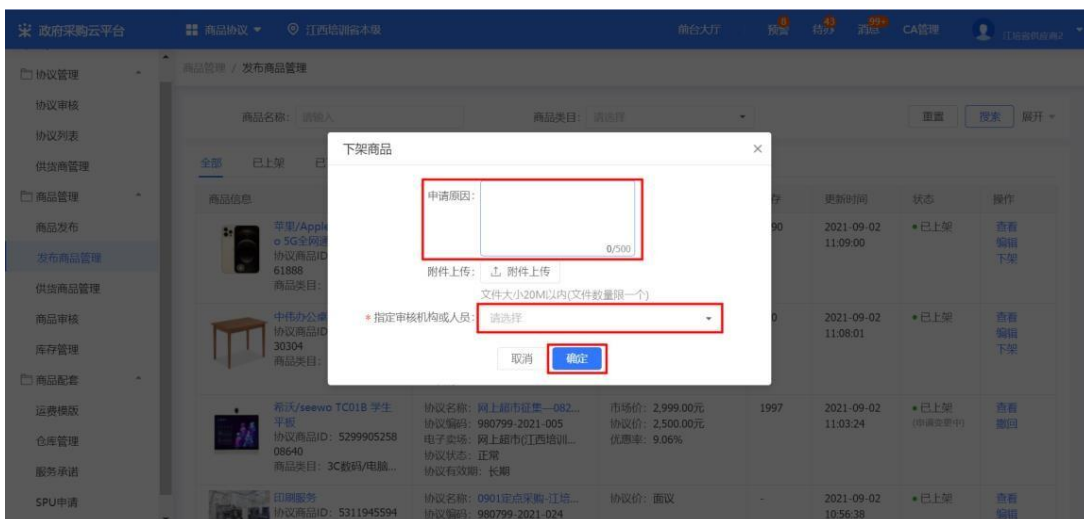 政府采购云平台
商品协议
江西培训省本级
前台大厅
预警
8
待办
43
消息
99+
CA管理
江培省供应商2
协议管理
协议审核
协议列表
供货商管理
商品管理
商品发布
发布商品管理
供货商品管理
商品审核
库存管理
商品配套
运费模版
仓库管理
服务承诺
SPU申请
商品管理 / 发布商品管理
商品名称: 请输入
商品类目: 请选择
重置
搜索
展开
全部
已上架
已
下架商品
申请原因:
0/500
附件上传:
附件上传
文件大小20M以内(文件数量限一个)
* 指定审核机构或人员: 请选择
取消
确定
商品信息
存
更新时间
状态
操作
苹果/Apple
o 5G全网通
协议商品ID
61888
商品类目:
90
2021-09-02
11:09:00
已上架
查看
编辑
下架
中伟办公桌
协议商品ID
30304
商品类目:
0
2021-09-02
11:08:01
已上架
查看
编辑
下架
希沃/seewo TC01B 学生
平板
协议商品ID: 5299905258
08640
商品类目: 3C数码/电脑...
协议名称: 网上超市征集—082...
协议编码: 980799-2021-005
电子卖场: 网上超市(江西培训...
协议状态: 正常
协议有效期: 长期
市场价: 2,999.00元
协议价: 2,500.00元
优惠率: 9.06%
1997
2021-09-02
11:03:24
已上架
(申请变更中)
查看
撤回
印刷服务
协议商品ID: 5311945594
协议名称: 0901定点采购-江培...
协议编码: 980799-2021-024
协议价: 面议
-
2021-09-02
10:56:38
已上架
查看
编辑